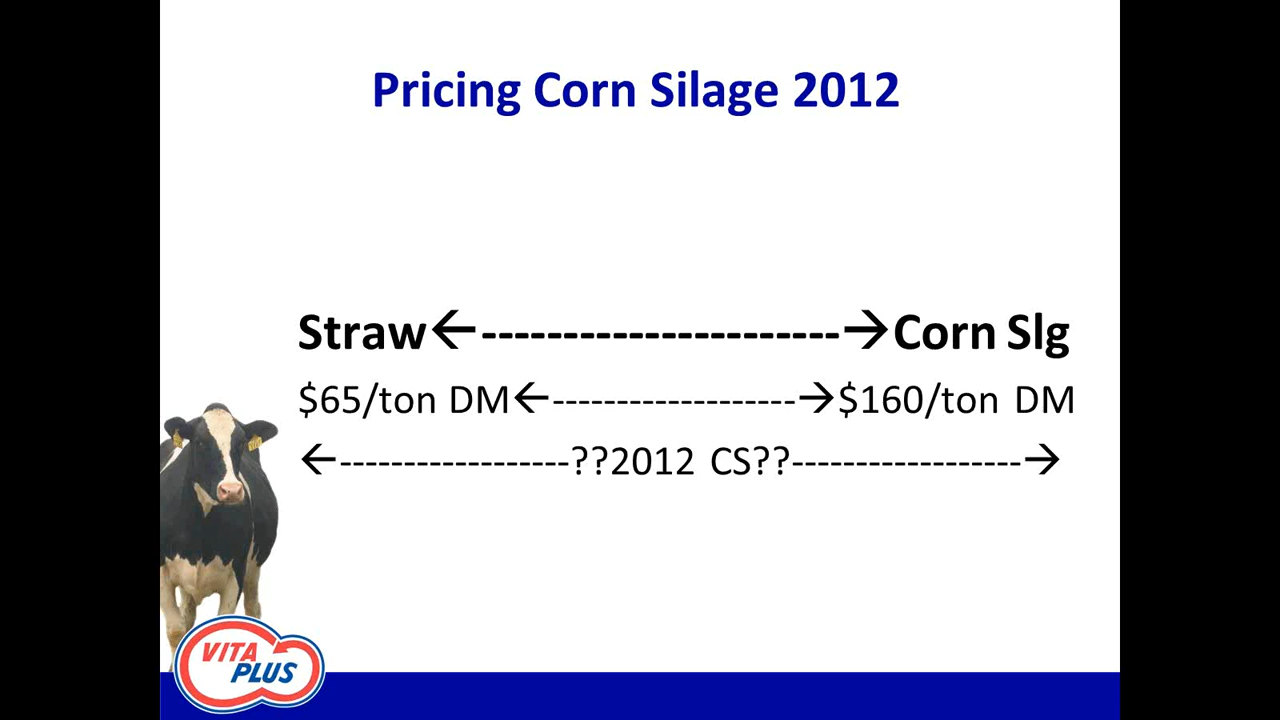 Pricing Corn Silage 2012
Straw←----------------------→Corn Slg
$65/ton DM←-------------------→$160/ton DM
←------------------??2012 CS??------------------→
VITA
PLUS